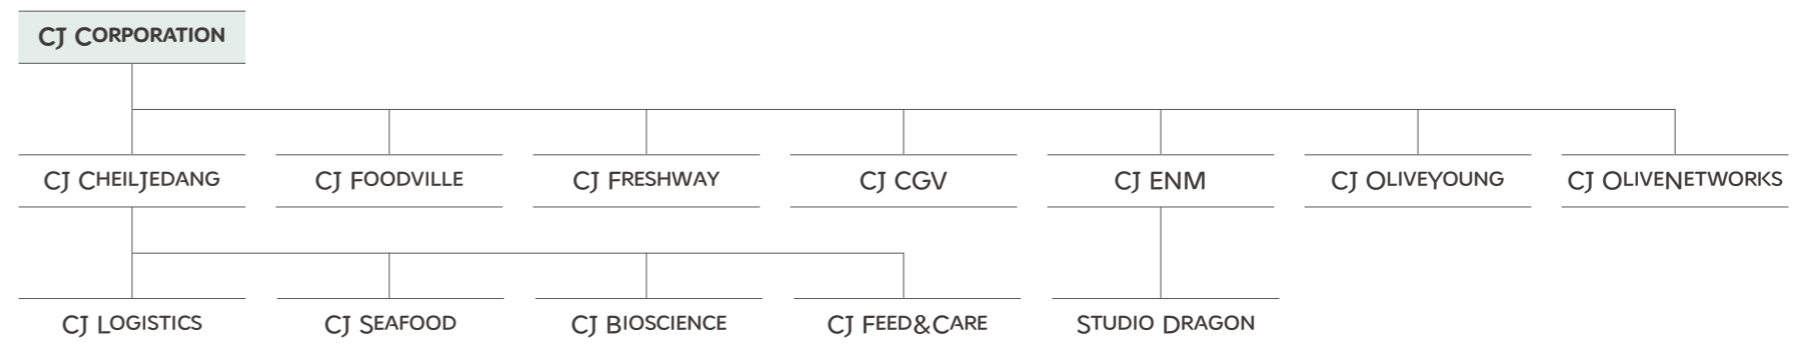 CJ Corporation
CJ CheilJedang
CJ Foodville
CJ Freshway
CJ CGV
CJ ENM
CJ OliveYoung
CJ OliveNetworks
CJ Logistics
CJ Seafood
CJ Bioscience
CJ Feed&Care
Studio Dragon